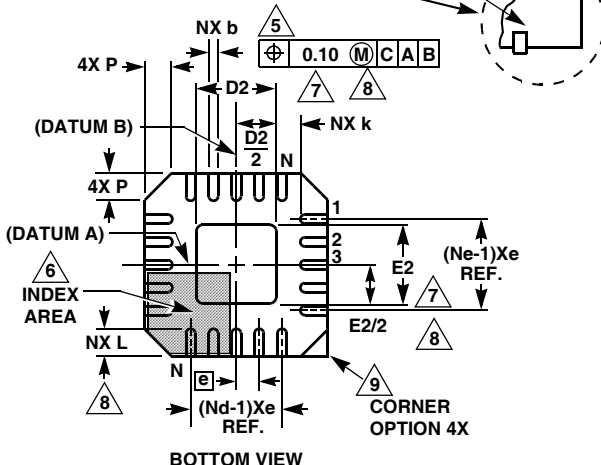 NX b
5
⌖ 0.10 Ⓜ C A B
4X P
D2
7
8
(DATUM B)
D2
2
N
NX k
4X P
1
2
3
(DATUM A)
E2
(Ne-1)Xe
REF.
6
INDEX
AREA
7
E2/2
8
NX L
N
e
9
8
(Nd-1)Xe
REF.
CORNER
OPTION 4X
BOTTOM VIEW